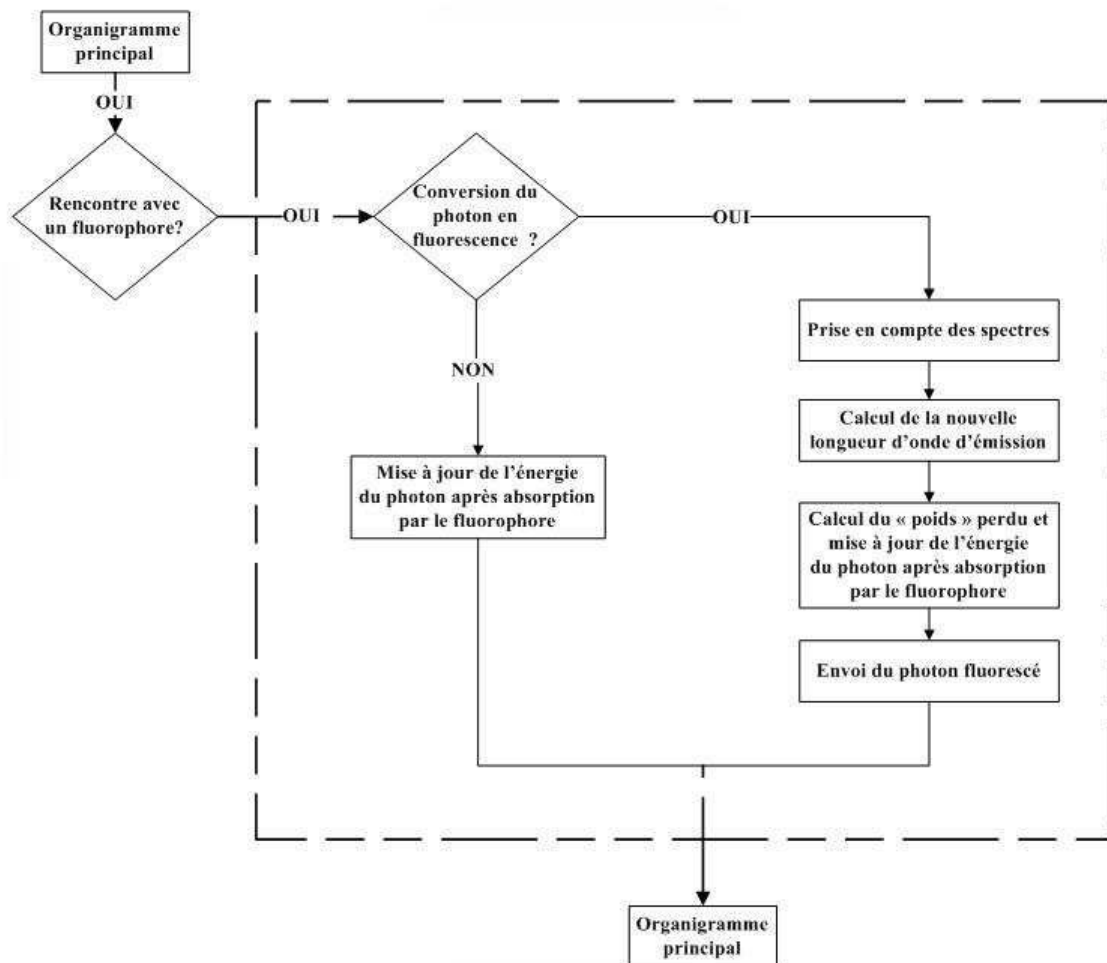 Organigramme
principal
OUI
Rencontre avec
un fluorophore?
OUI
Conversion du
photon en
fluorescence ?
OUI
NON
Mise à jour de l'énergie
du photon après absorption
par le fluorophore
Prise en compte des spectres
Calcul de la nouvelle
longueur d'onde d'émission
Calcul du « poids » perdu et
mise à jour de l'énergie
du photon après absorption
par le fluorophore
Envoi du photon fluorescé
Organigramme
principal